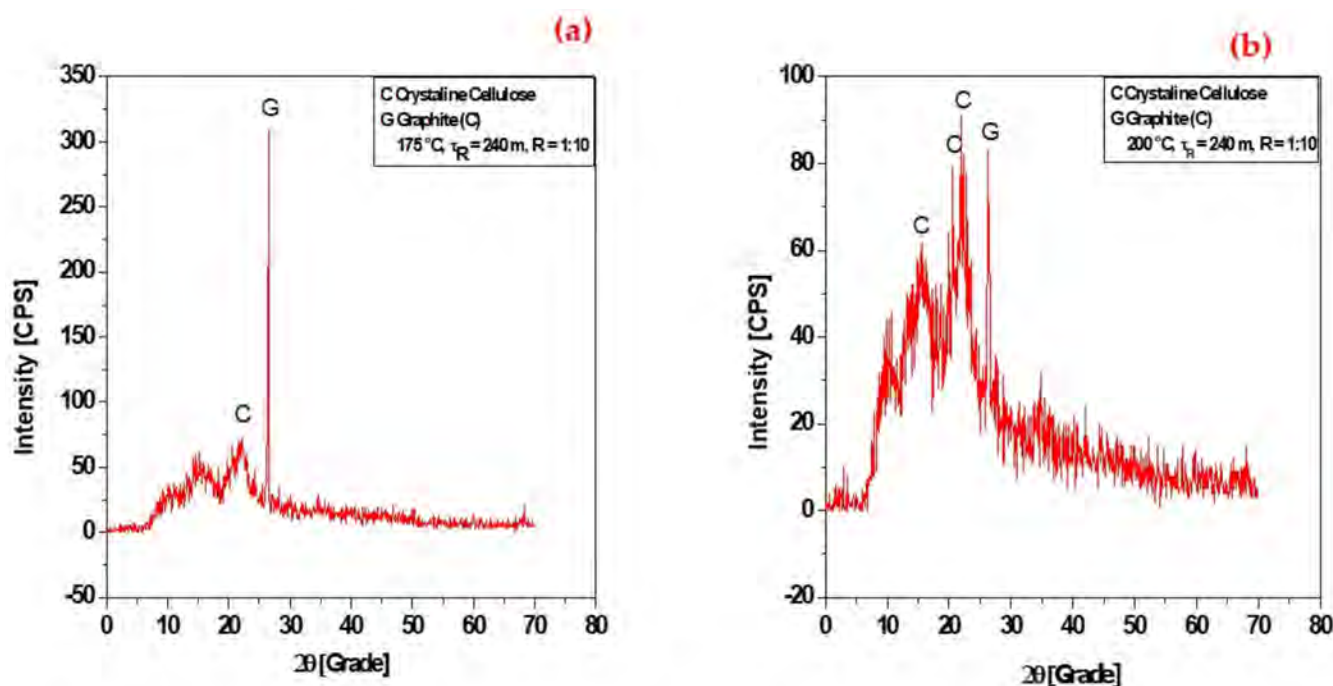 (a)
350
300
250
200
150
100
50
0
-50
Intensity [CPS]
G
C
C Crystaline Cellulose
G Graphite (C)
175 °C, τR = 240 m, R = 1:10
0 10 20 30 40 50 60 70 80
2θ [Grade]
(b)
100
80
60
40
20
0
-20
Intensity [CPS]
C
C
G
C
C Crystaline Cellulose
G Graphite (C)
200 °C, τR = 240 m, R = 1:10
0 10 20 30 40 50 60 70 80
2θ [Grade]